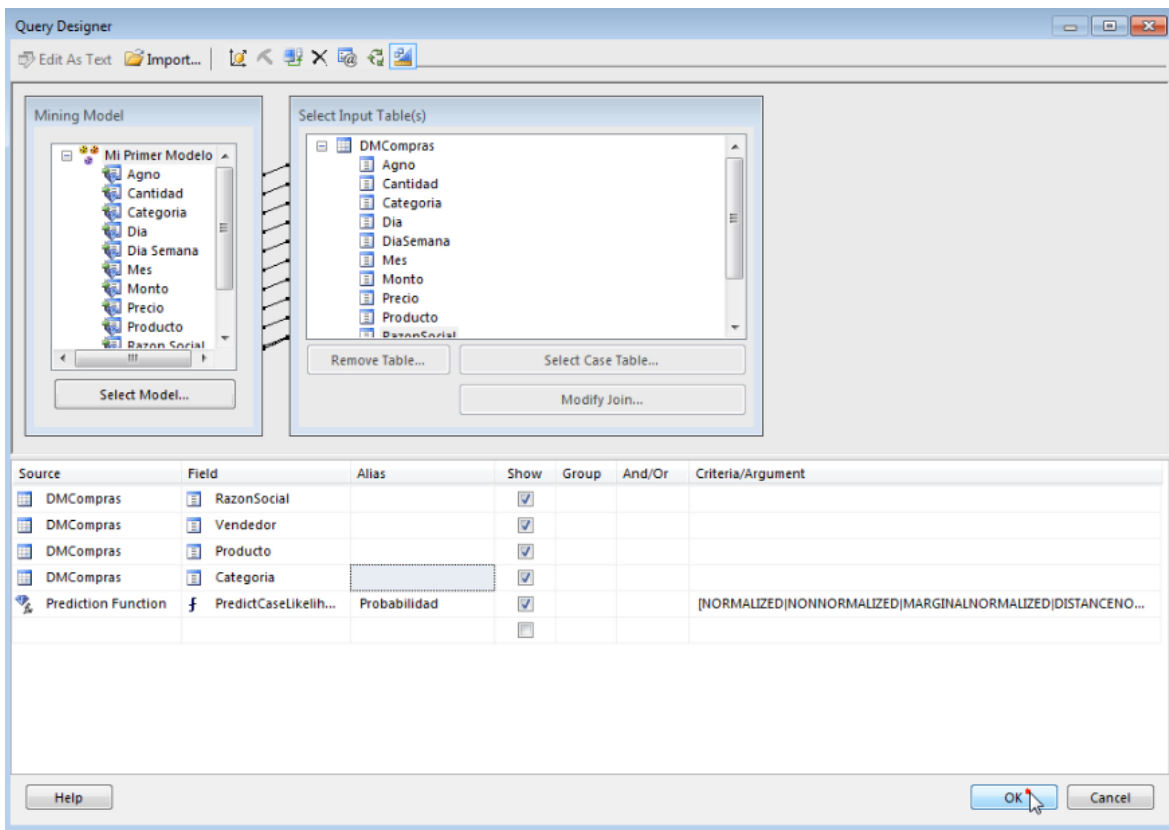 Query Designer
Edit As Text Import...
Mining Model
Mi Primer Modelo
Agno
Cantidad
Categoria
Dia
Dia Semana
Mes
Monto
Precio
Producto
Razon Social
Select Model...
Select Input Table(s)
DMCompras
Agno
Cantidad
Categoria
Dia
DiaSemana
Mes
Monto
Precio
Producto
RazonSocial
Remove Table...
Select Case Table...
Modify Join...
Source Field Alias Show Group And/Or Criteria/Argument
DMCompras RazonSocial
DMCompras Vendedor
DMCompras Producto
DMCompras Categoria
Prediction Function PredictCaseLikelih... Probabilidad [NORMALIZED|NONNORMALIZED|MARGINALNORMALIZED|DISTANCENO...
Help OK Cancel